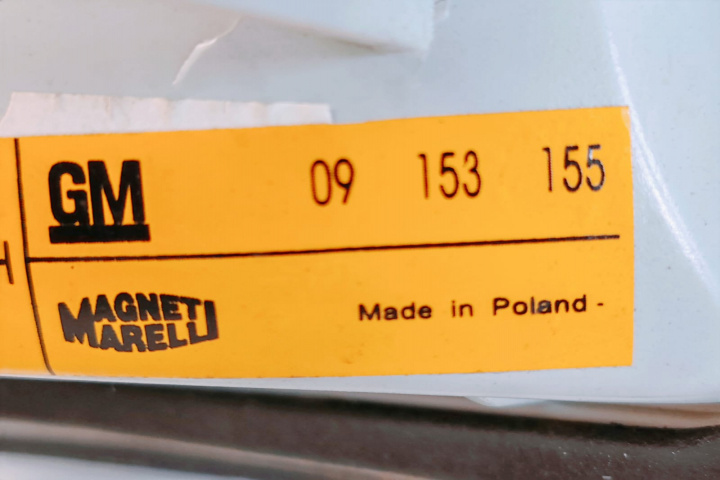 GM 09 153 155
MAGNETI
MARELLI
Made in Poland -